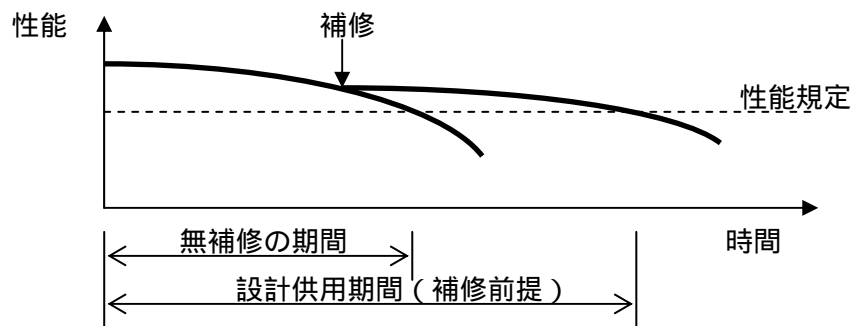 性能
補修
性能規定
無補修の期間
時間
設計供用期間(補修前提)